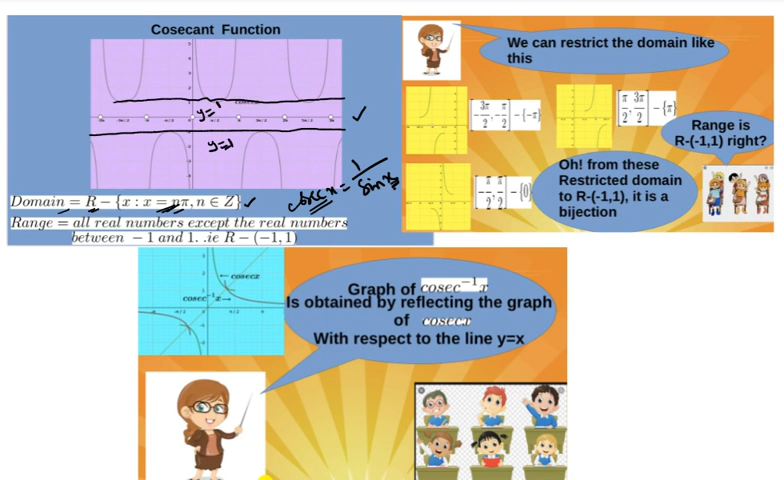 Cosecant Function
y=1
y=-1
cosec x = 1/sin x
Domain = R − {x : x = nπ, n ∈ Z}
Range = all real numbers except the real numbers
between − 1 and 1. .ie R − (−1, 1)
We can restrict the domain like
this
[-3π/2, -π/2] − {−π}
[π/2, 3π/2] − {π}
Range is
R-(-1,1) right?
[-π/2, π/2] − {0}
Oh! from these
Restricted domain
to R-(-1,1), it is a
bijection
cosecx
cosec⁻¹x
Graph of cosec⁻¹x
Is obtained by reflecting the graph
of cosecx
With respect to the line y=x